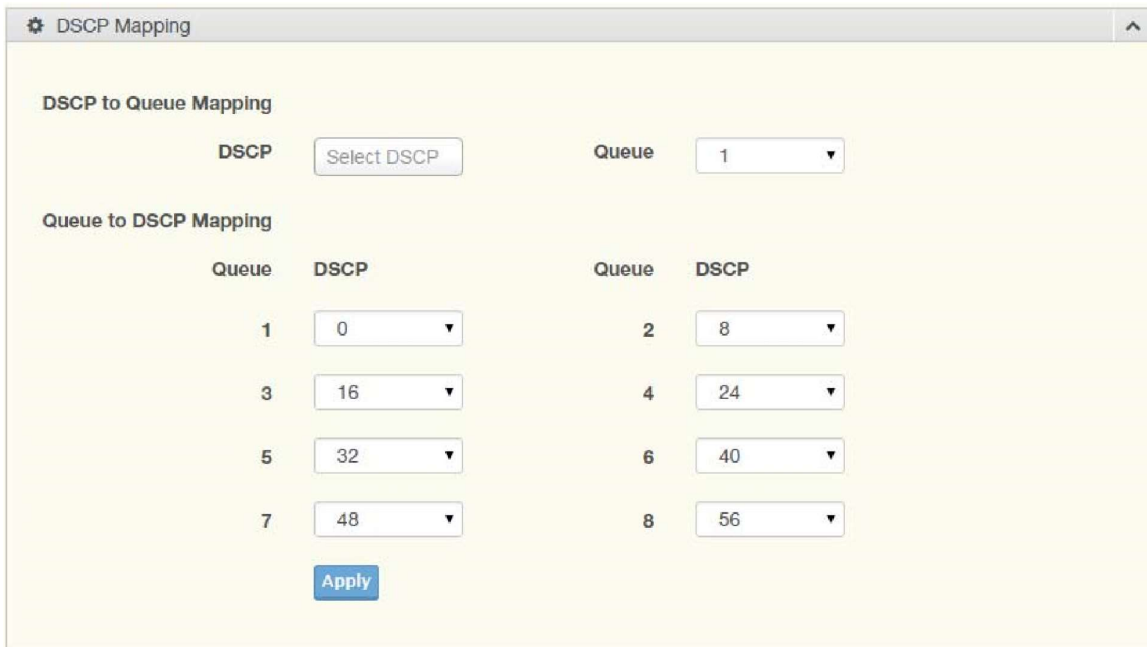 DSCP Mapping
DSCP to Queue Mapping
DSCP Select DSCP Queue 1
Queue to DSCP Mapping
Queue DSCP Queue DSCP
1 0 2 8
3 16 4 24
5 32 6 40
7 48 8 56
Apply